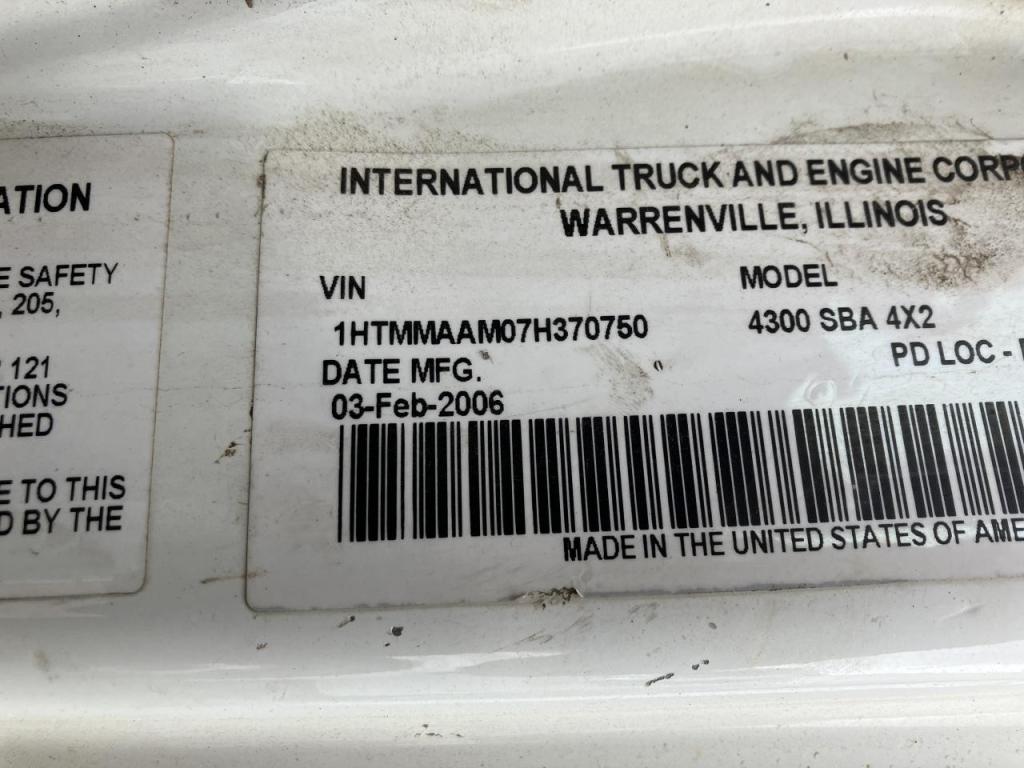 ATION
E SAFETY
, 205,
121
TIONS
HED
E TO THIS
D BY THE
INTERNATIONAL TRUCK AND ENGINE CORPO
WARRENVILLE, ILLINOIS
VIN MODEL
1HTMMAAM07H370750 4300 SBA 4X2
DATE MFG. PD LOC -
03-Feb-2006
MADE IN THE UNITED STATES OF AME